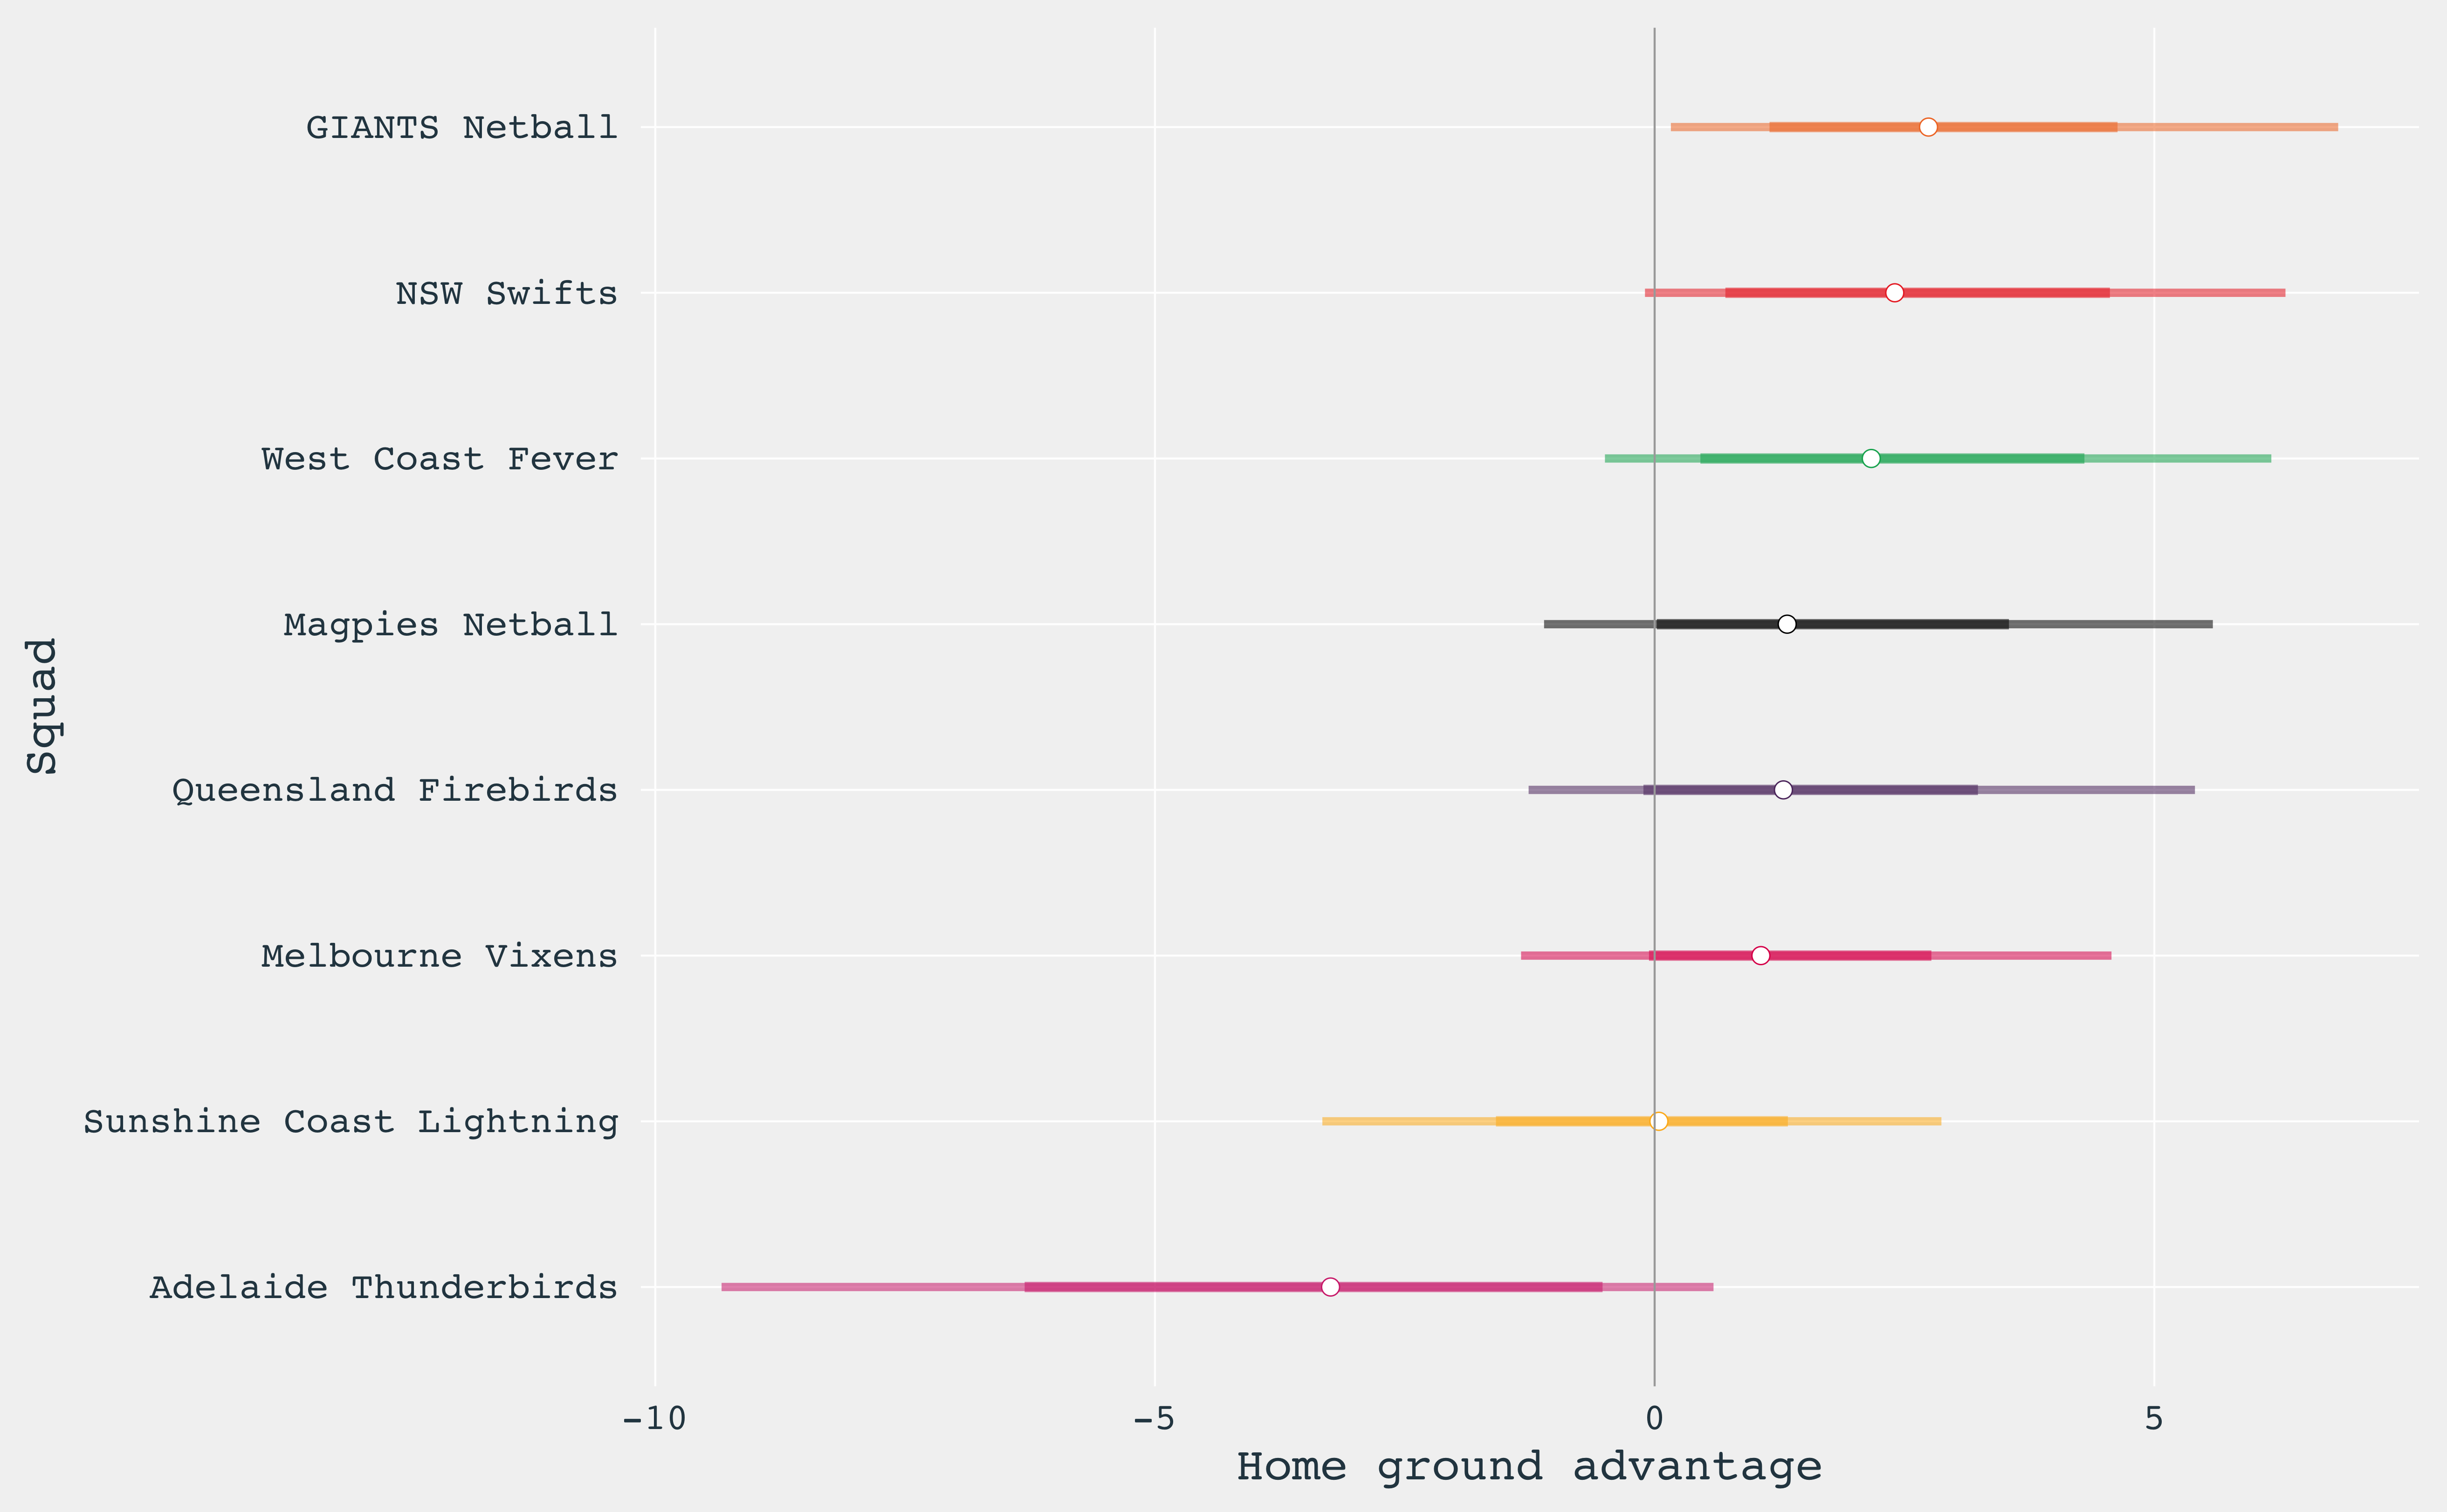 GIANTS Netball
NSW Swifts
West Coast Fever
Magpies Netball
Queensland Firebirds
Melbourne Vixens
Sunshine Coast Lightning
Adelaide Thunderbirds
Squad
-10 -5 0 5
Home ground advantage